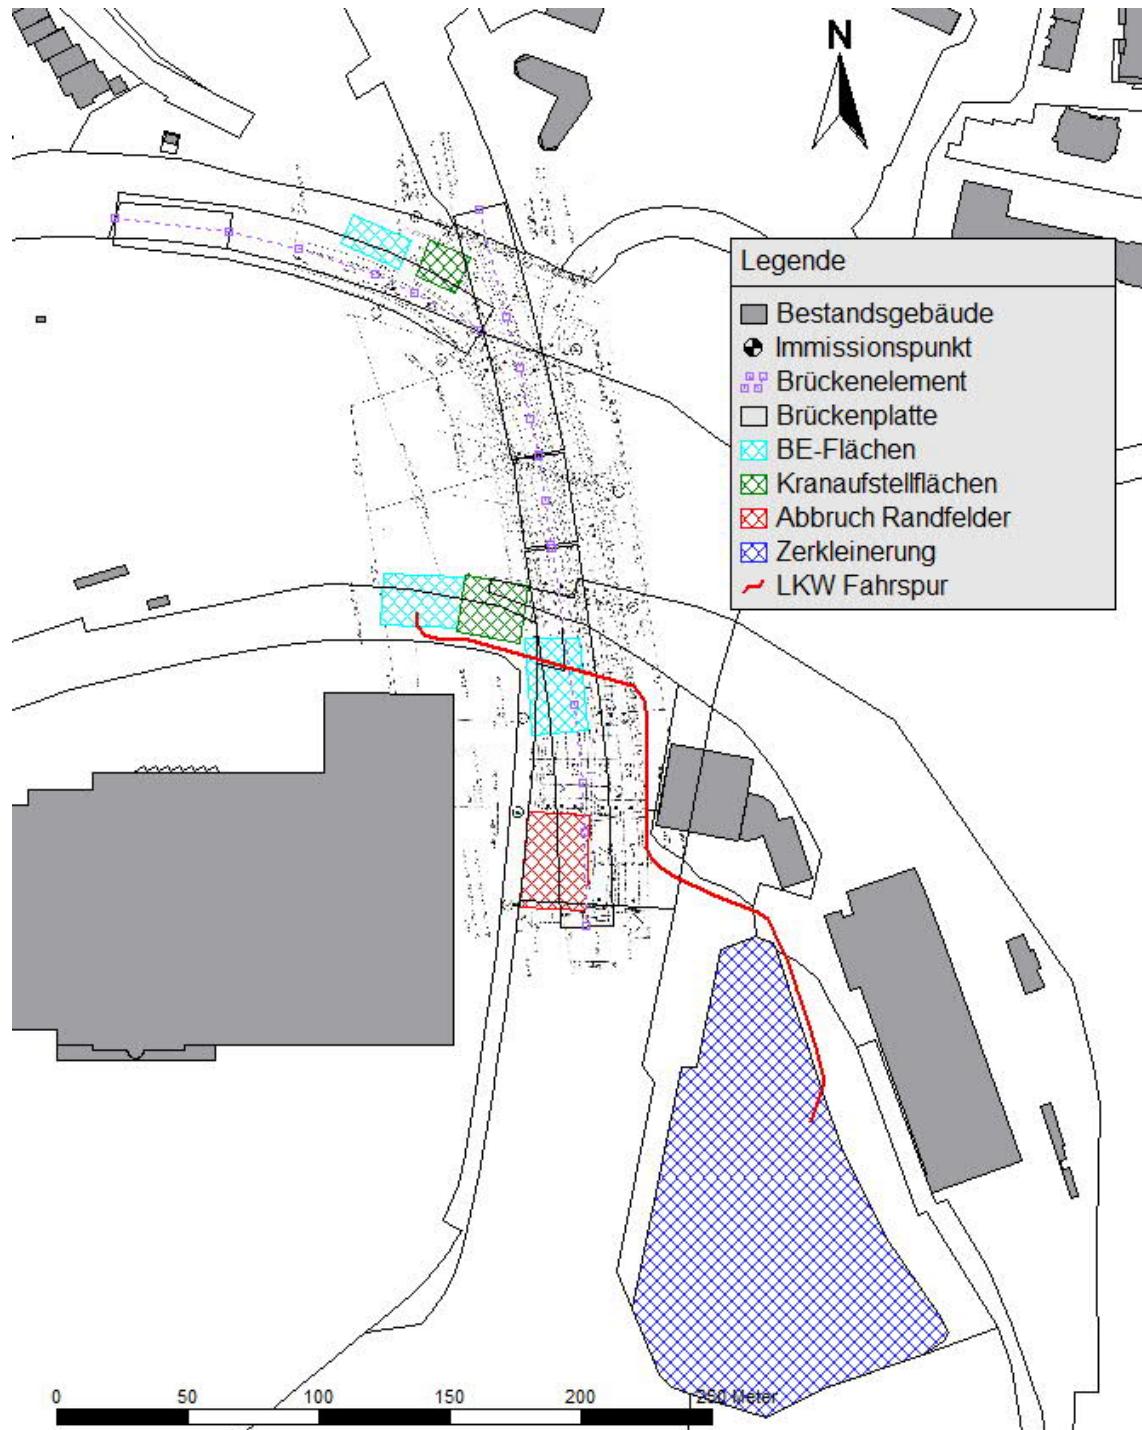 N
Legende
Bestandsgebäude
Immissionspunkt
Brückenelement
Brückenplatte
BE-Flächen
Kranaufstellflächen
Abbruch Randfelder
Zerkleinerung
LKW Fahrspur
0 50 100 150 200 250 Meter